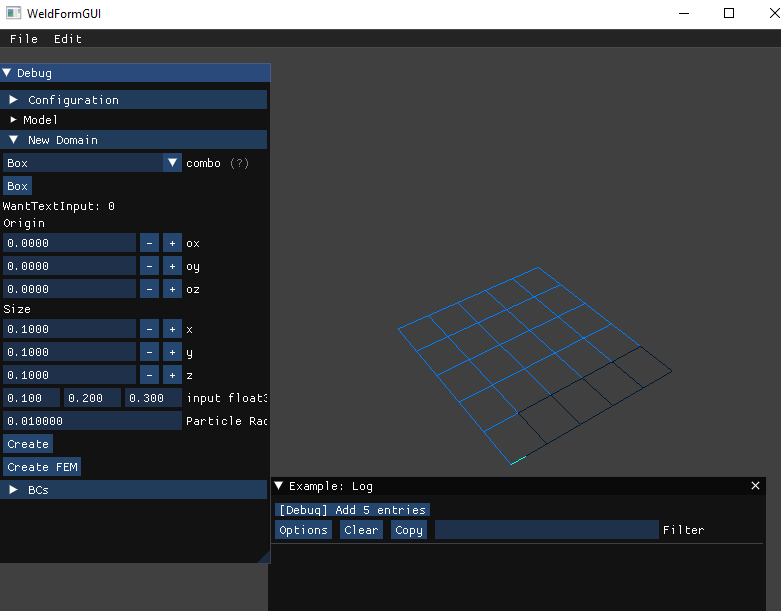 WeldFormGUI
File Edit
Debug
Configuration
Model
New Domain
Box combo (?)
Box
WantTextInput: 0
Origin
0.0000 - + ox
0.0000 - + oy
0.0000 - + oz
Size
0.1000 - + x
0.1000 - + y
0.1000 - + z
0.100 0.200 0.300 input float3
0.010000 Particle Rad
Create
Create FEM
BCs
Example: Log
[Debug] Add 5 entries
Options Clear Copy Filter